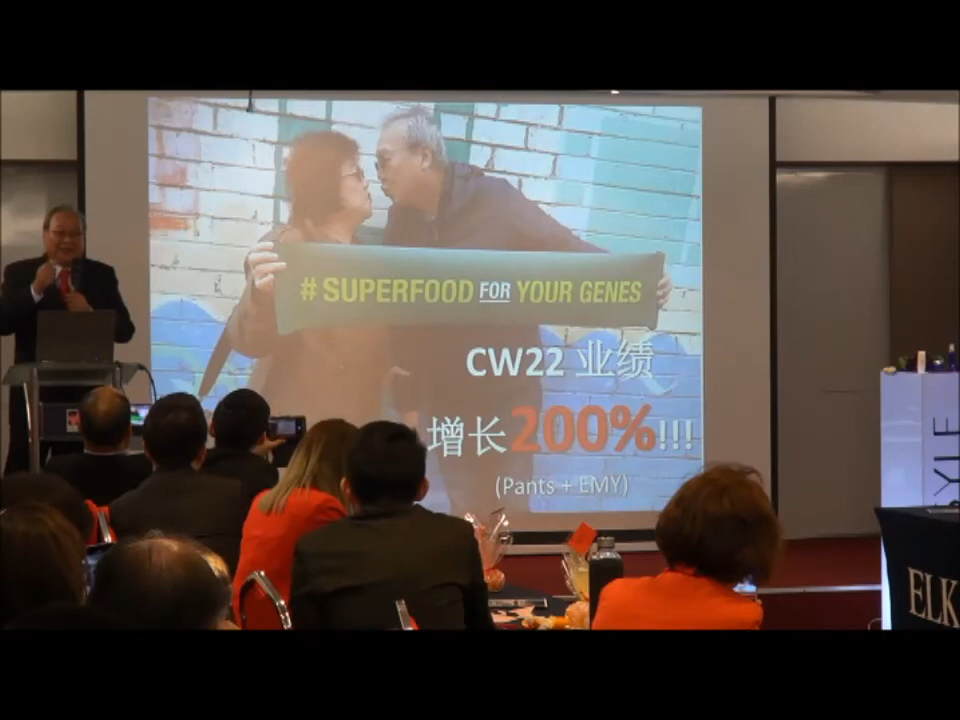 # SUPERFOOD FOR YOUR GENES
CW22 业绩
增长200%!!!
(Pants + EMY)
ELK